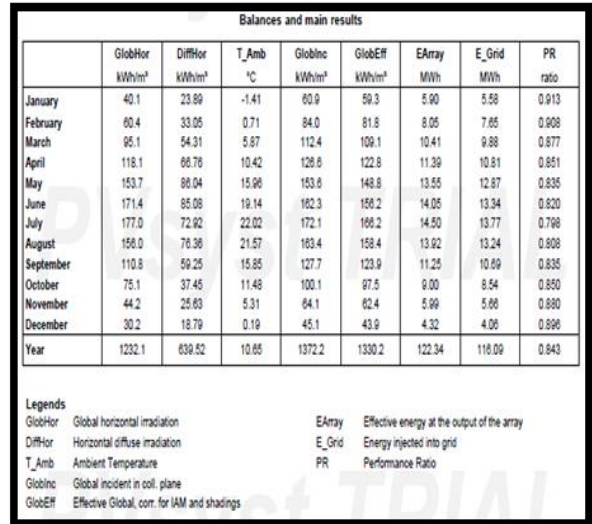 Balances and main results
GlobHor DiffHor T_Amb GlobInc GlobEff EArray E_Grid PR
kWh/m² kWh/m² °C kWh/m² kWh/m² MWh MWh ratio
January 40.1 23.89 -1.41 60.9 59.3 5.90 5.58 0.913
February 60.4 33.05 0.71 84.0 81.8 8.05 7.65 0.908
March 95.1 54.31 5.87 112.4 109.1 10.41 9.88 0.877
April 118.1 66.76 10.42 126.6 122.8 11.39 10.81 0.851
May 153.7 86.04 15.96 153.6 148.8 13.55 12.87 0.835
June 171.4 85.08 19.14 162.3 156.2 14.05 13.34 0.820
July 177.0 72.92 22.02 172.1 166.2 14.50 13.77 0.798
August 156.0 76.36 21.57 163.4 158.4 13.92 13.24 0.808
September 110.8 59.25 15.85 127.7 123.9 11.25 10.69 0.835
October 75.1 37.45 11.48 100.1 97.5 9.00 8.54 0.850
November 44.2 25.63 5.31 64.1 62.4 5.99 5.66 0.880
December 30.2 18.79 0.19 45.1 43.9 4.32 4.06 0.896
Year 1232.1 639.52 10.65 1372.2 1330.2 122.34 116.09 0.843
PVsyst TRIAL
Legends
GlobHor Global horizontal irradiation EArray Effective energy at the output of the array
DiffHor Horizontal diffuse irradiation E_Grid Energy injected into grid
T_Amb Ambient Temperature PR Performance Ratio
GlobInc Global incident in coll. plane
GlobEff Effective Global, corr. for IAM and shadings
PVsyst TRIAL